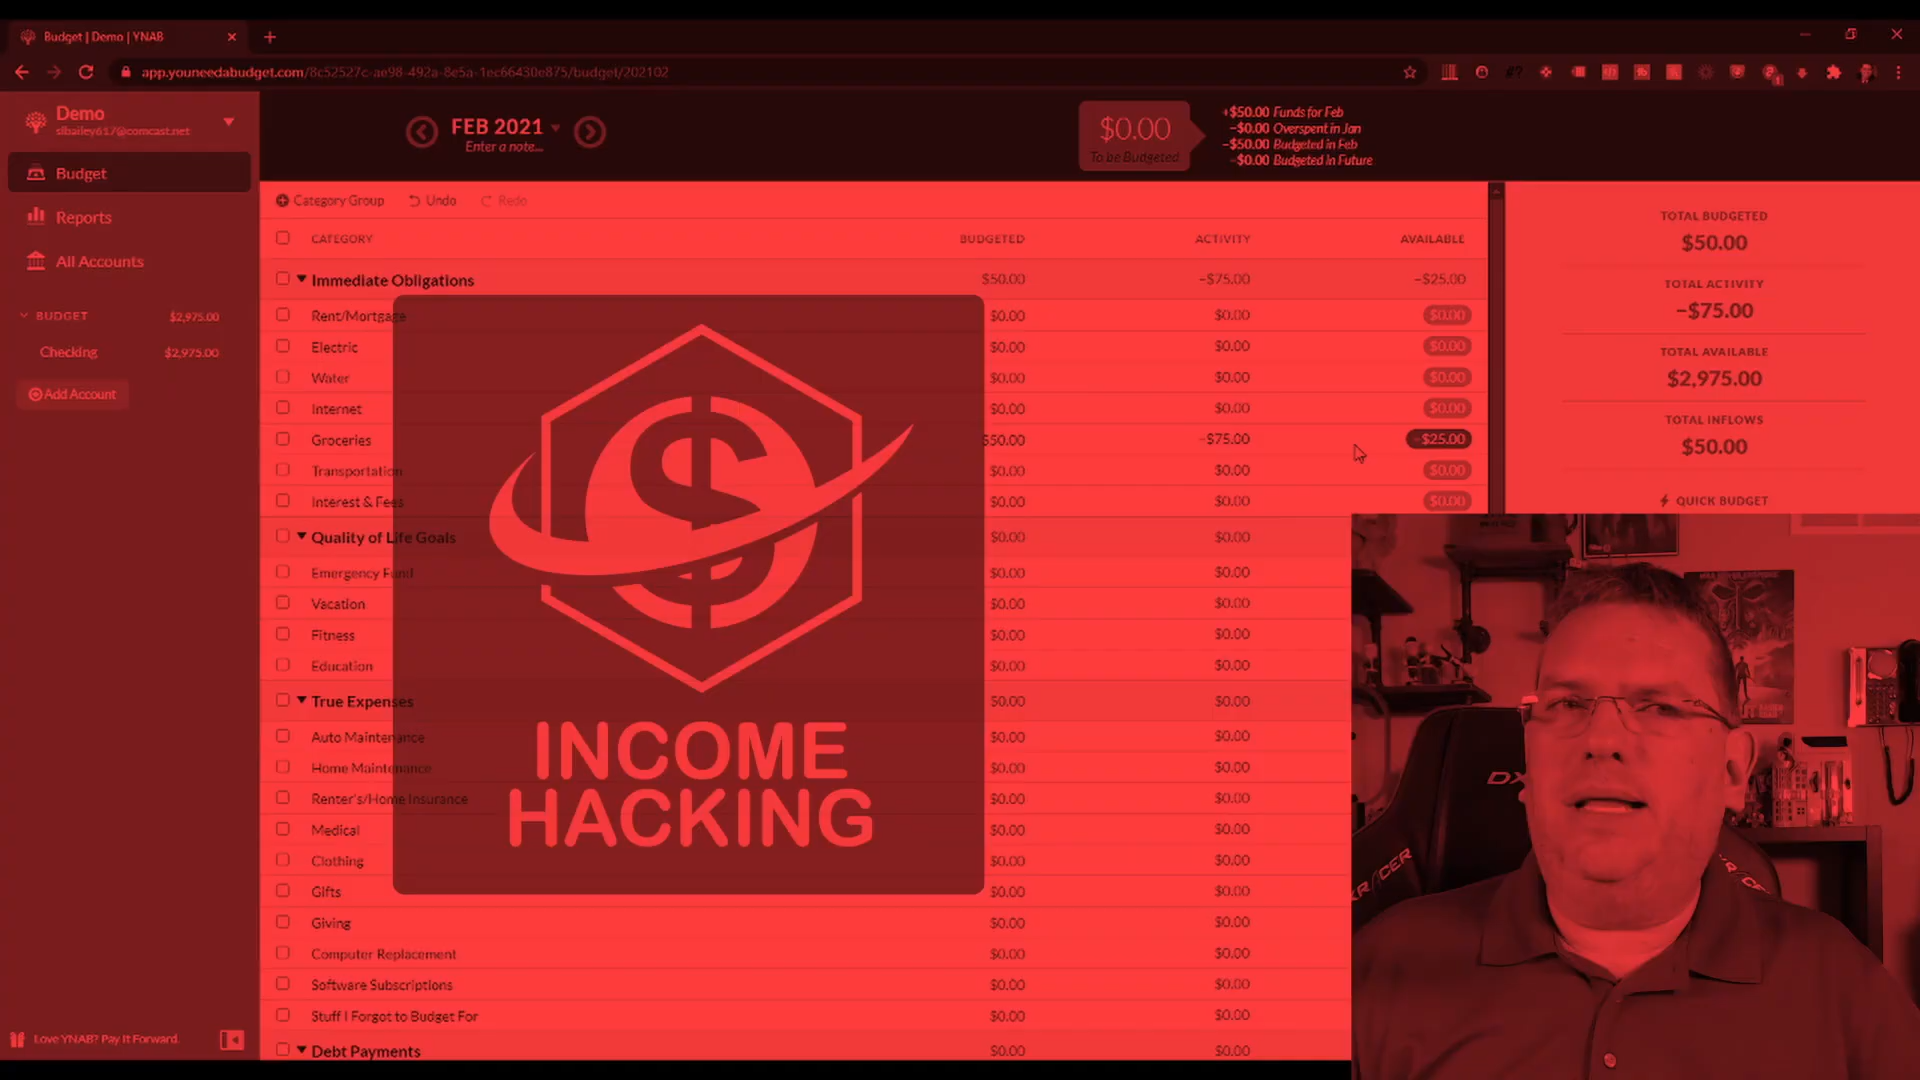 Budget | Demo | YNAB
app.youneedabudget.com/8c52527c-ae98-492a-8e5a-1ec66430e875/budget/202102
Demo
slbailey617@comcast.net
FEB 2021
Enter a note...
$0.00
To be Budgeted
+$50.00 Funds for Feb
-$0.00 Overspent in Jan
-$50.00 Budgeted in Feb
-$0.00 Budgeted in Future
Budget
Reports
All Accounts
BUDGET $2,975.00
Checking $2,975.00
Add Account
Category Group Undo Redo
CATEGORY BUDGETED ACTIVITY AVAILABLE
Immediate Obligations $50.00 -$75.00 -$25.00
Rent/Mortgage $0.00 $0.00 $0.00
Electric $0.00 $0.00 $0.00
Water $0.00 $0.00 $0.00
Internet $0.00 $0.00 $0.00
Groceries $50.00 -$75.00 -$25.00
Transportation $0.00 $0.00 $0.00
Interest & Fees $0.00 $0.00 $0.00
Quality of Life Goals $0.00 $0.00
Emergency Fund $0.00 $0.00
Vacation $0.00 $0.00
Fitness $0.00 $0.00
Education $0.00 $0.00
True Expenses $0.00 $0.00
Auto Maintenance $0.00 $0.00
Home Maintenance $0.00 $0.00
Renter's/Home Insurance $0.00 $0.00
Medical $0.00 $0.00
Clothing $0.00 $0.00
Gifts $0.00 $0.00
Giving $0.00 $0.00
Computer Replacement $0.00 $0.00
Software Subscriptions $0.00 $0.00
Stuff I Forgot to Budget For $0.00 $0.00
Debt Payments $0.00 $0.00
TOTAL BUDGETED
$50.00
TOTAL ACTIVITY
-$75.00
TOTAL AVAILABLE
$2,975.00
TOTAL INFLOWS
$50.00
QUICK BUDGET
INCOME
HACKING
Love YNAB? Pay It Forward.